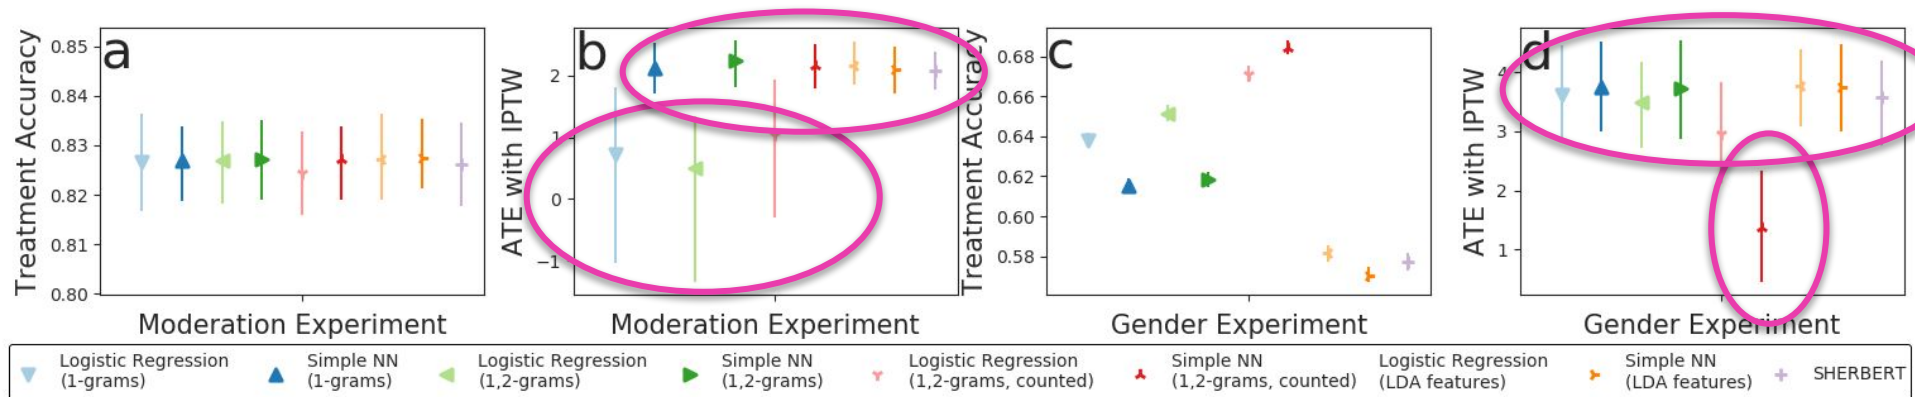 a
Treatment Accuracy
0.85
0.84
0.83
0.82
0.81
0.80
Moderation Experiment
b
ATE with IPTW
2
1
0
−1
Moderation Experiment
c
Treatment Accuracy
0.68
0.66
0.64
0.62
0.60
0.58
Gender Experiment
d
ATE with IPTW
4
3
2
1
Gender Experiment
Logistic Regression
(1-grams)
Simple NN
(1-grams)
Logistic Regression
(1,2-grams)
Simple NN
(1,2-grams)
Logistic Regression
(1,2-grams, counted)
Simple NN
(1,2-grams, counted)
Logistic Regression
(LDA features)
Simple NN
(LDA features)
SHERBERT